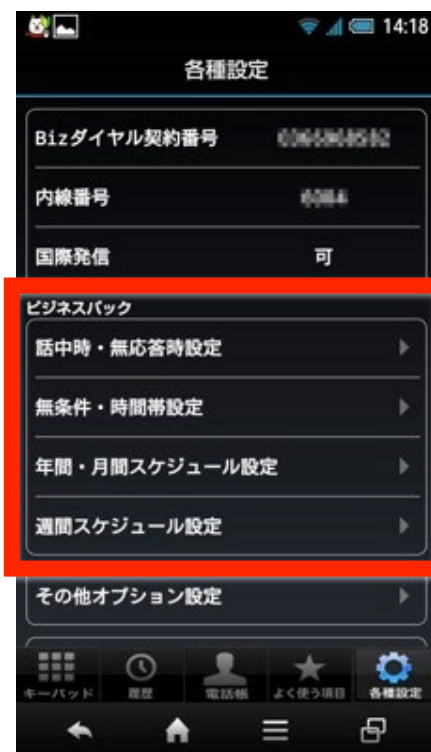 14:18
各種設定
Bizダイヤル契約番号
内線番号
国際発信 可
ビジネスパック
話中時・無応答時設定
無条件・時間帯設定
年間・月間スケジュール設定
週間スケジュール設定
その他オプション設定
キーパッド 履歴 電話帳 よく使う項目 各種設定